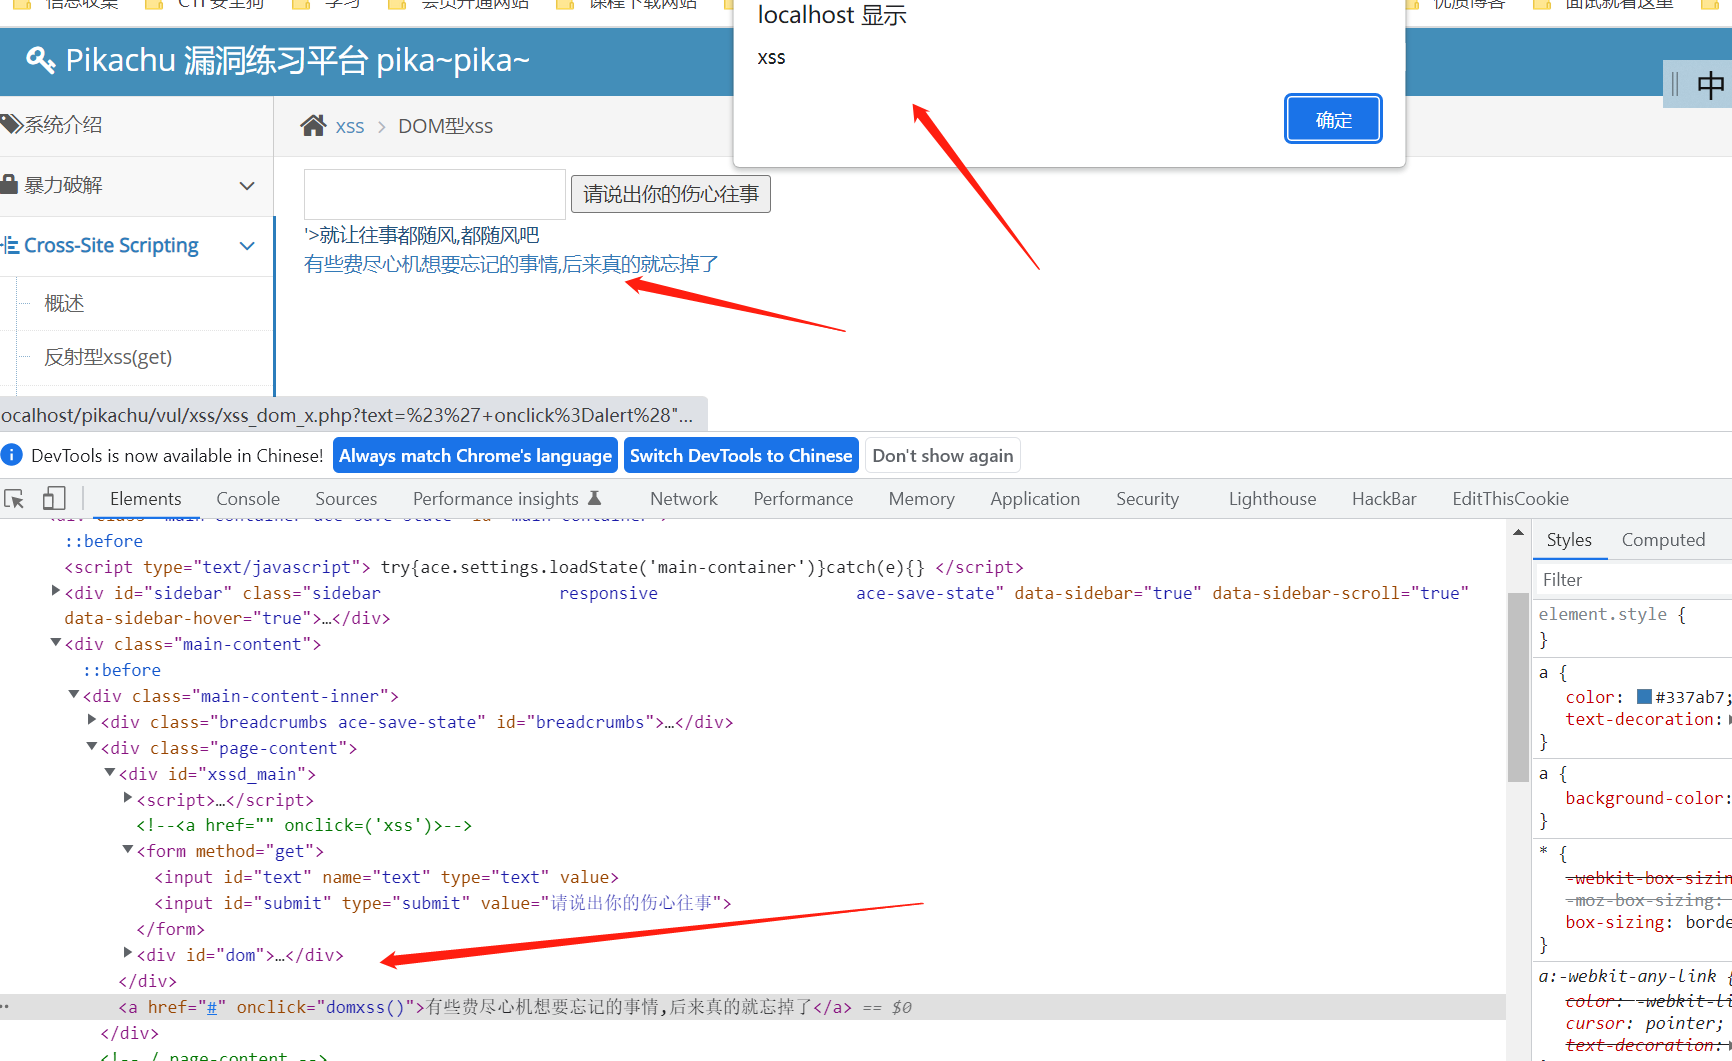 信息收集 CTF安全狗 学习 会员开通网站 课程下载网站 优质博客 面试就看这里
localhost 显示
xss
确定
Pikachu 漏洞练习平台 pika~pika~
中
系统介绍
xss > DOM型xss
暴力破解
请说出你的伤心往事
Cross-Site Scripting
'>就让往事都随风,都随风吧
有些费尽心机想要忘记的事情,后来真的就忘掉了
概述
反射型xss(get)
ocalhost/pikachu/vul/xss/xss_dom_x.php?text=%23%27+onclick%3Dalert%28"...
DevTools is now available in Chinese! Always match Chrome's language Switch DevTools to Chinese Don't show again
Elements Console Sources Performance insights Network Performance Memory Application Security Lighthouse HackBar EditThisCookie
::before
<script type="text/javascript"> try{ace.settings.loadState('main-container')}catch(e){} </script>
<div id="sidebar" class="sidebar responsive ace-save-state" data-sidebar="true" data-sidebar-scroll="true"
data-sidebar-hover="true">…</div>
<div class="main-content">
::before
<div class="main-content-inner">
<div class="breadcrumbs ace-save-state" id="breadcrumbs">…</div>
<div class="page-content">
<div id="xssd_main">
<script>…</script>
<!--<a href="" onclick=('xss')>-->
<form method="get">
<input id="text" name="text" type="text" value>
<input id="submit" type="submit" value="请说出你的伤心往事">
</form>
<div id="dom">…</div>
</div>
<a href="#" onclick="domxss()">有些费尽心机想要忘记的事情,后来真的就忘掉了</a> == $0
</div>
<!-- /.page-content -->
Styles Computed
Filter
element.style {
}
a {
color: #337ab7;
text-decoration:
}
a {
background-color:
}
* {
-webkit-box-sizin
-moz-box-sizing:
box-sizing: borde
}
a:-webkit-any-link {
color: -webkit-li
cursor: pointer;
text-decoration: